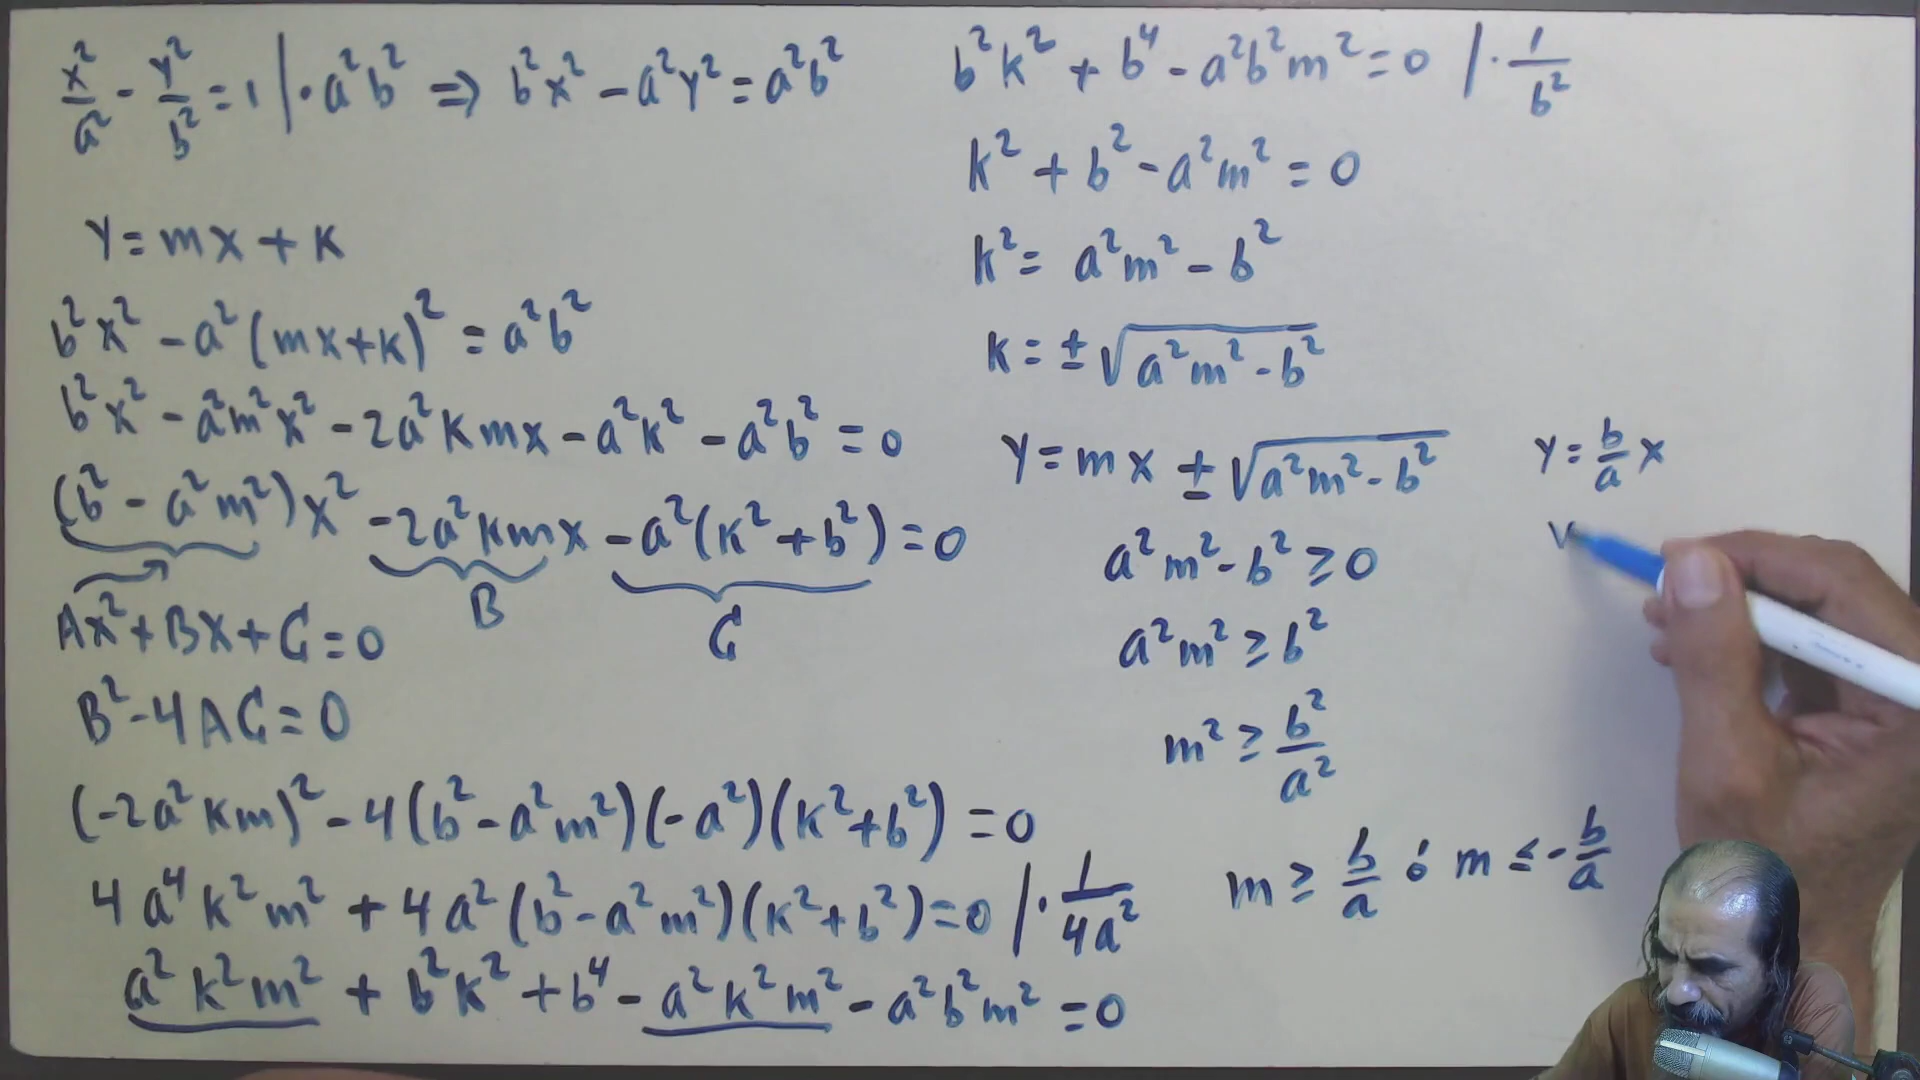 x²/a² - y²/b² = 1 | · a²b² ⇒ b²x² - a²y² = a²b²
y = mx + k
b²x² - a²(mx+k)² = a²b²
b²x² - a²m²x² - 2a²kmx - a²k² - a²b² = 0
(b² - a²m²)x² - 2a²kmx - a²(k² + b²) = 0
B
C
Ax² + Bx + C = 0
B² - 4AC = 0
(-2a²km)² - 4(b² - a²m²)(-a²)(k² + b²) = 0
4a⁴k²m² + 4a²(b² - a²m²)(k² + b²) = 0 | · 1/4a²
a²k²m² + b²k² + b⁴ - a²k²m² - a²b²m² = 0
b²k² + b⁴ - a²b²m² = 0 | · 1/b²
k² + b² - a²m² = 0
k² = a²m² - b²
k = ±√(a²m² - b²)
y = mx ± √(a²m² - b²)
a²m² - b² ≥ 0
a²m² ≥ b²
m² ≥ b²/a²
m ≥ b/a ó m ≤ -b/a
y = b/a x